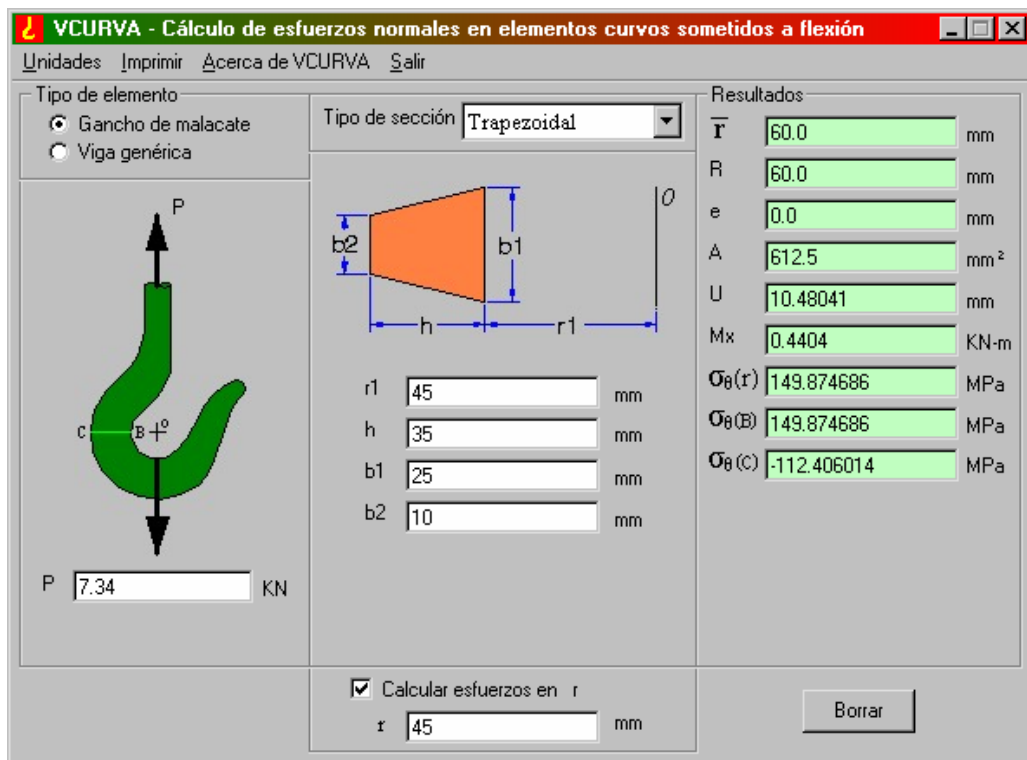 VCURVA - Cálculo de esfuerzos normales en elementos curvos sometidos a flexión
Unidades Imprimir Acerca de VCURVA Salir
Tipo de elemento
Gancho de malacate
Viga genérica
P
C
B
o
P 7.34 KN
Tipo de sección Trapezoidal
O
b2
b1
h
r1
r1 45 mm
h 35 mm
b1 25 mm
b2 10 mm
Calcular esfuerzos en r
r 45 mm
Resultados
r̅ 60.0 mm
R 60.0 mm
e 0.0 mm
A 612.5 mm²
U 10.48041 mm
Mx 0.4404 KN-m
σθ(r) 149.874686 MPa
σθ(B) 149.874686 MPa
σθ(C) -112.406014 MPa
Borrar